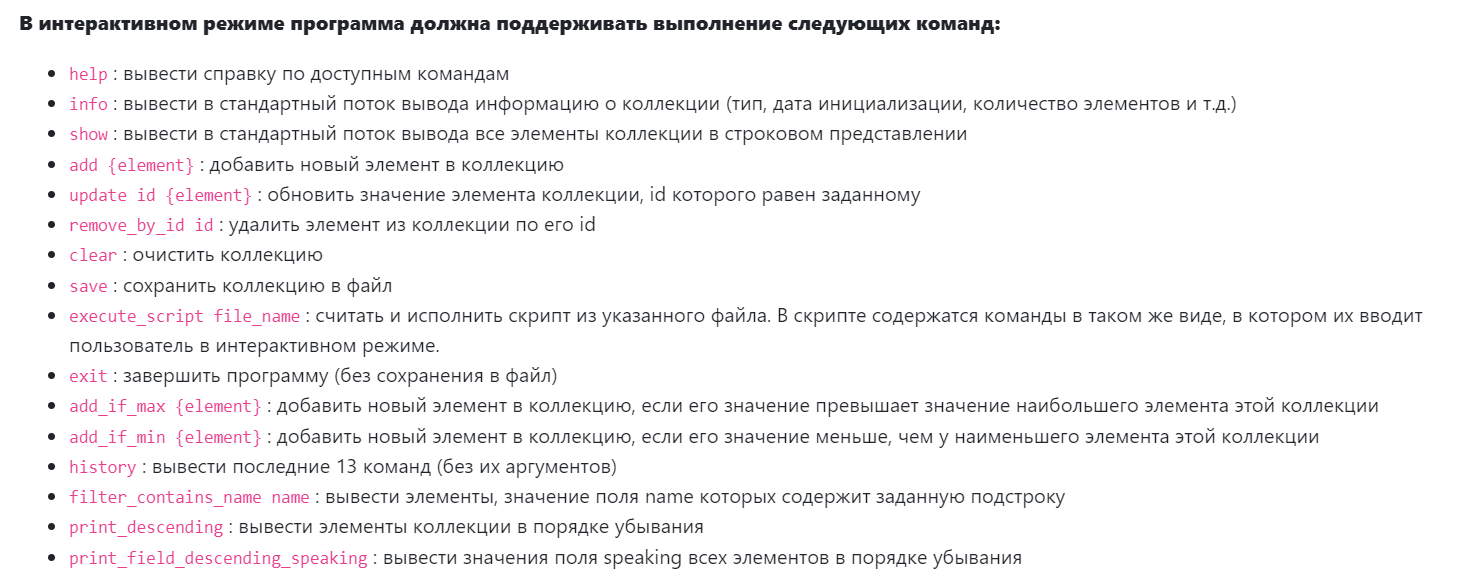 В интерактивном режиме программа должна поддерживать выполнение следующих команд:
help : вывести справку по доступным командам
info : вывести в стандартный поток вывода информацию о коллекции (тип, дата инициализации, количество элементов и т.д.)
show : вывести в стандартный поток вывода все элементы коллекции в строковом представлении
add {element} : добавить новый элемент в коллекцию
update id {element} : обновить значение элемента коллекции, id которого равен заданному
remove_by_id id : удалить элемент из коллекции по его id
clear : очистить коллекцию
save : сохранить коллекцию в файл
execute_script file_name : считать и исполнить скрипт из указанного файла. В скрипте содержатся команды в таком же виде, в котором их вводит
пользователь в интерактивном режиме.
exit : завершить программу (без сохранения в файл)
add_if_max {element} : добавить новый элемент в коллекцию, если его значение превышает значение наибольшего элемента этой коллекции
add_if_min {element} : добавить новый элемент в коллекцию, если его значение меньше, чем у наименьшего элемента этой коллекции
history : вывести последние 13 команд (без их аргументов)
filter_contains_name name : вывести элементы, значение поля name которых содержит заданную подстроку
print_descending : вывести элементы коллекции в порядке убывания
print_field_descending_speaking : вывести значения поля speaking всех элементов в порядке убывания